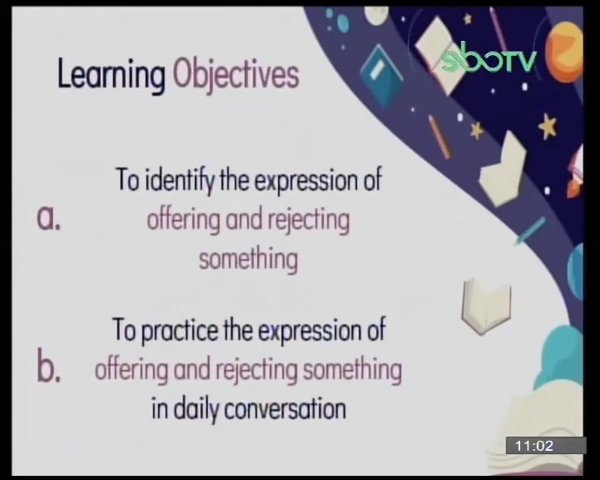 sboTV
Learning Objectives
a.
To identify the expression of
offering and rejecting
something
b.
To practice the expression of
offering and rejecting something
in daily conversation
11:02